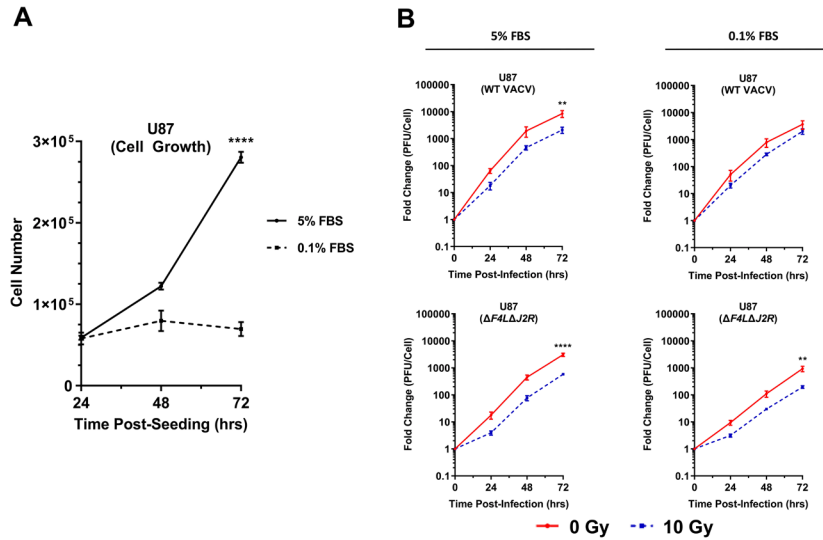 A
U87
(Cell Growth)
****
3×10⁵
2×10⁵
1×10⁵
0
Cell Number
24
48
72
Time Post-Seeding (hrs)
5% FBS
0.1% FBS
B
5% FBS
0.1% FBS
U87
(WT VACV)
**
100000
10000
1000
100
10
1
0.1
Fold Change (PFU/Cell)
0
24
48
72
Time Post-Infection (hrs)
U87
(WT VACV)
100000
10000
1000
100
10
1
0.1
Fold Change (PFU/Cell)
0
24
48
72
Time Post-Infection (hrs)
U87
(ΔF4LΔJ2R)
****
100000
10000
1000
100
10
1
0.1
Fold Change (PFU/Cell)
0
24
48
72
Time Post-Infection (hrs)
U87
(ΔF4LΔJ2R)
**
100000
10000
1000
100
10
1
0.1
Fold Change (PFU/Cell)
0
24
48
72
Time Post-Infection (hrs)
0 Gy
10 Gy